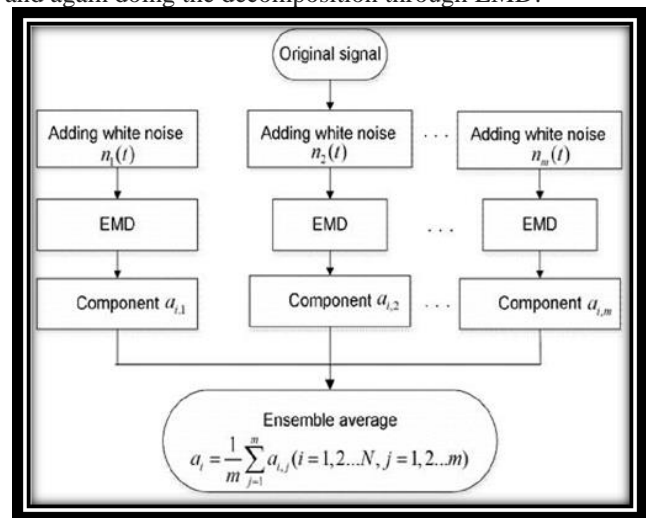 and again doing the decomposition through EMD.
Original signal
Adding white noise
n₁(t)
Adding white noise
n₂(t)
. . .
Adding white noise
nₘ(t)
EMD
EMD
. . .
EMD
Component aᵢ,₁
Component aᵢ,₂
. . .
Component aᵢ,ₘ
Ensemble average
aᵢ = 1/m ∑ⱼ₌₁ᵐ aᵢ,ⱼ (i = 1,2...N, j = 1,2...m)